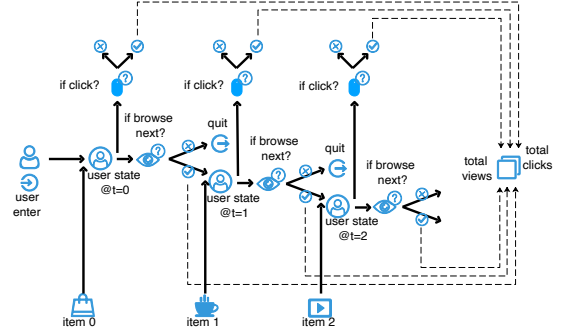 if click?
if click?
if click?
if browse
next?
quit
if browse
next?
quit
if browse
next?
total
views
total
clicks
user
enter
user state
@t=0
user state
@t=1
user state
@t=2
item 0
item 1
item 2